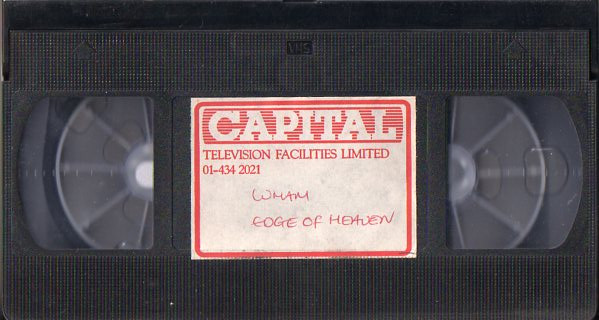 VHS
CAPITAL
TELEVISION FACILITIES LIMITED
01-434 2021
WHAM
EDGE OF HEAVEN